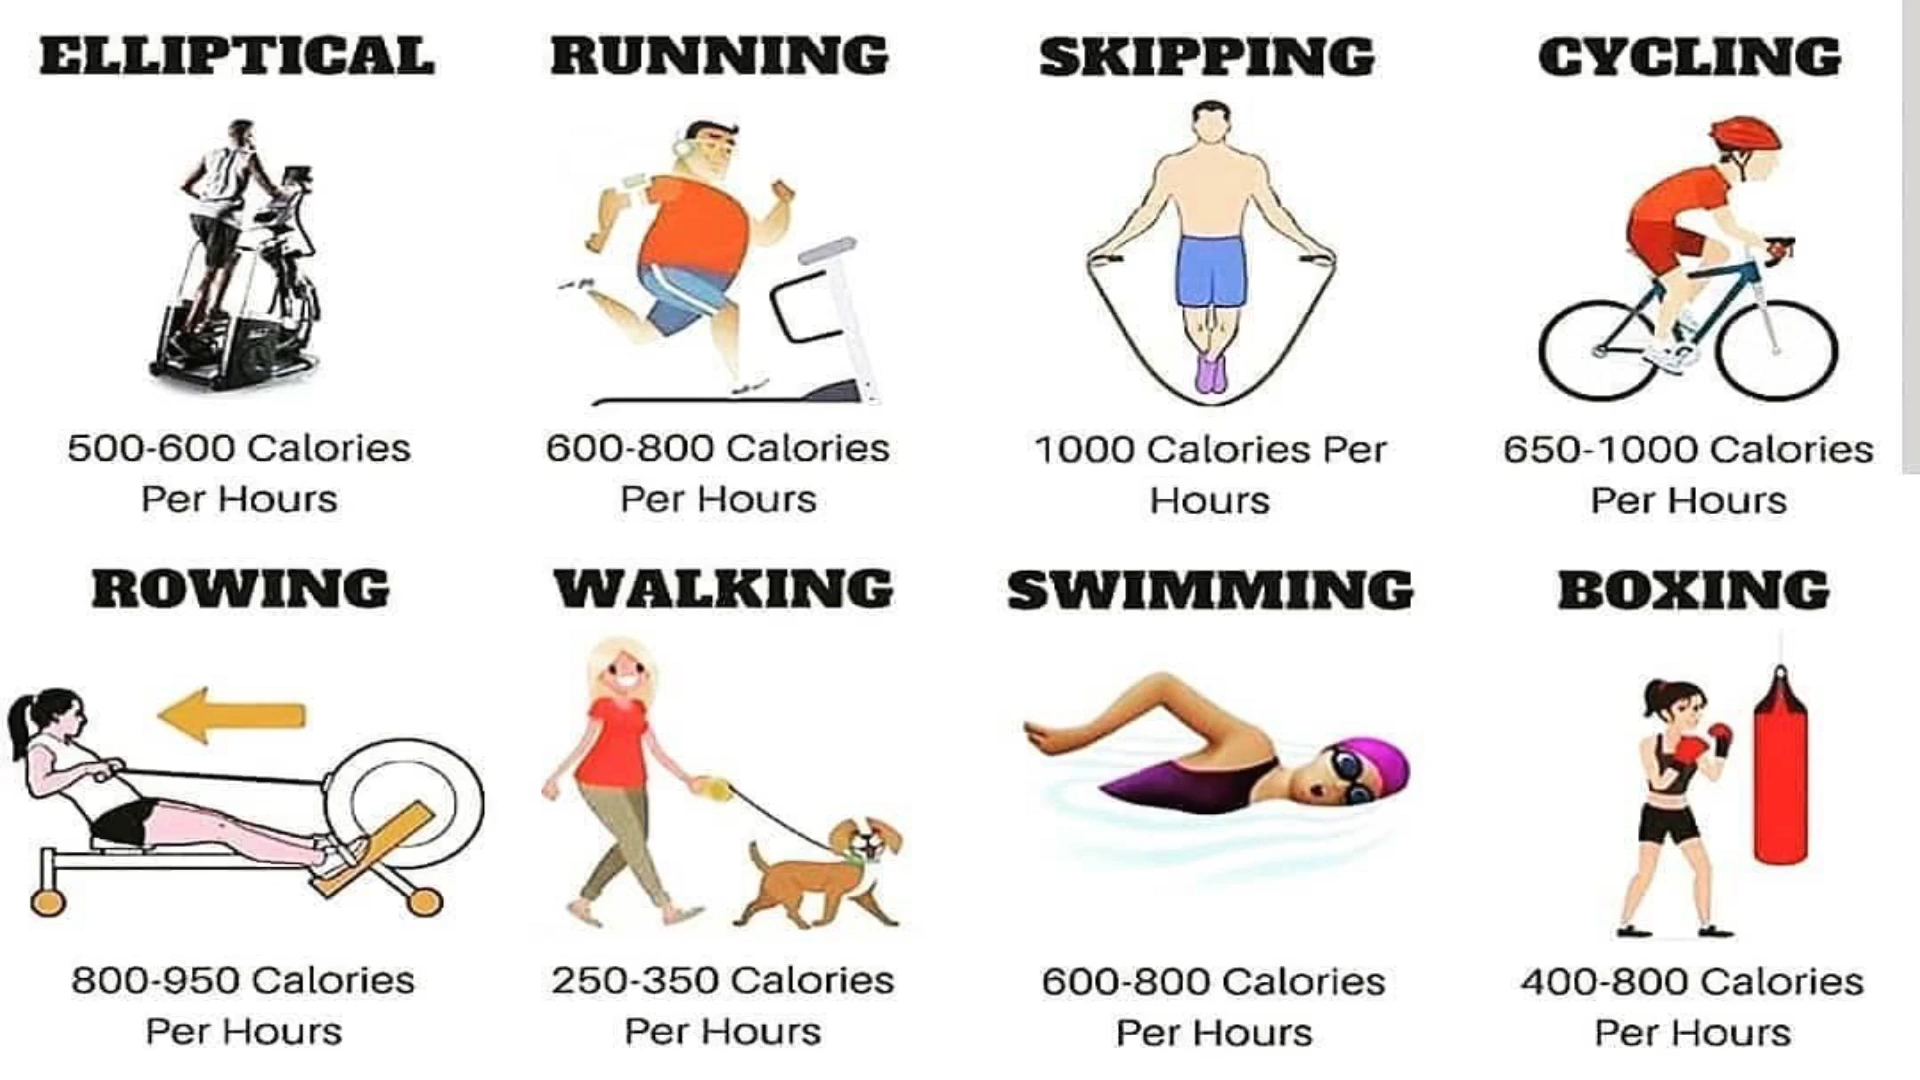 ELLIPTICAL
500-600 Calories
Per Hours
RUNNING
600-800 Calories
Per Hours
SKIPPING
1000 Calories Per
Hours
CYCLING
650-1000 Calories
Per Hours
ROWING
800-950 Calories
Per Hours
WALKING
250-350 Calories
Per Hours
SWIMMING
600-800 Calories
Per Hours
BOXING
400-800 Calories
Per Hours